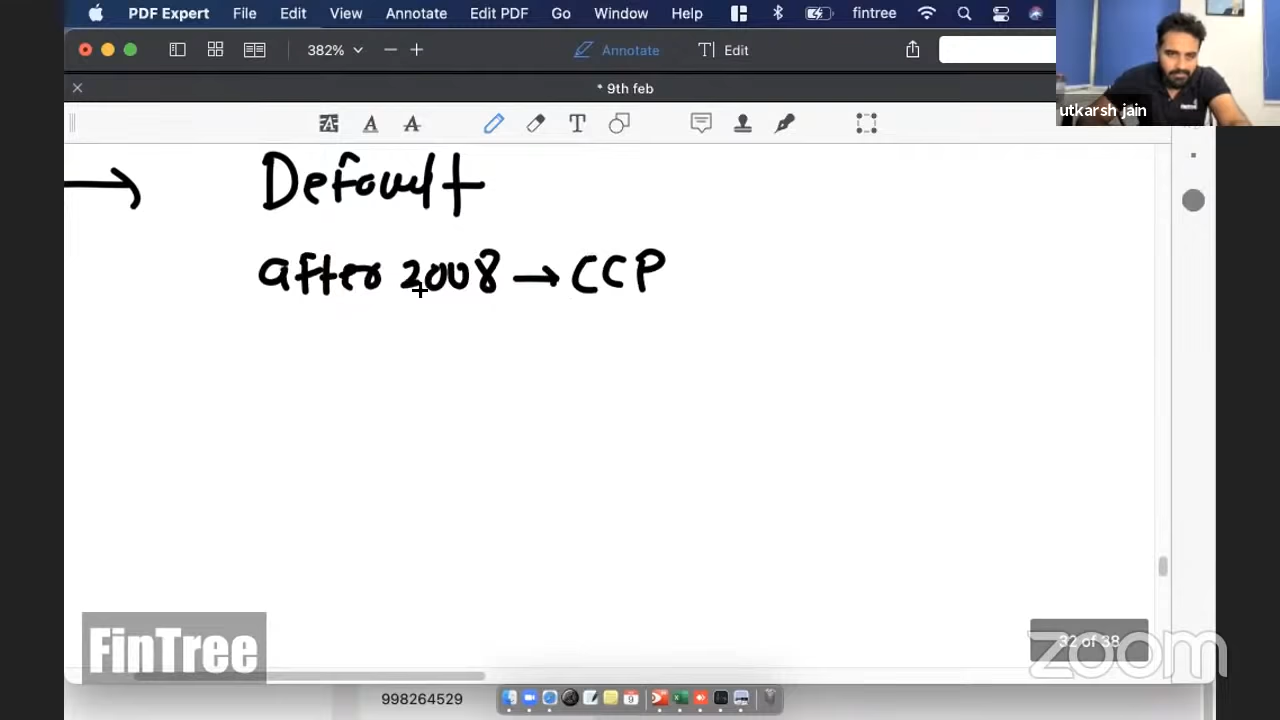 PDF Expert File Edit View Annotate Edit PDF Go Window Help fintree
382% Annotate T Edit
* 9th feb
utkarsh jain
Default
after 2008 → CCP
FinTree
32 of 38
zoom
998264529